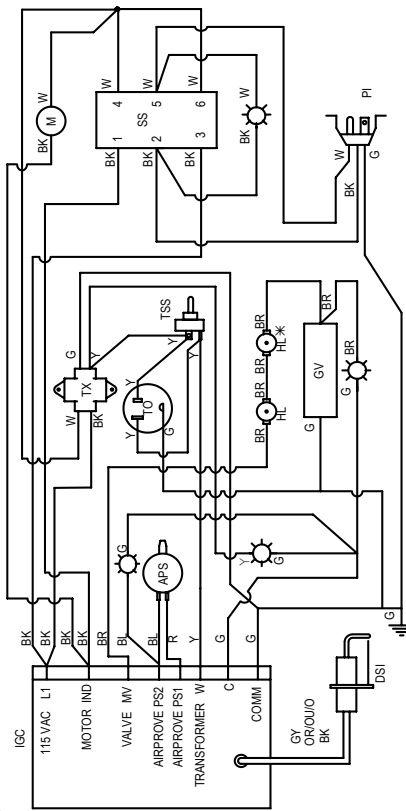 IGC
115 VAC L1
MOTOR IND
VALVE MV
AIRPROVE PS2
AIRPROVE PS1
TRANSFORMER W
C
COMM
BK
BK
BK
BK
BR
BL
BL
R
Y
G
G
GY
OR/OU/O
BK
DSI
W
BK
TX
G
Y
Y
TO
Y
G
Y
Y
TSS
G
APS
Y
G
BK
M
W
BK
1
4
W
BK
2
SS
5
W
BK
3
6
W
BK
W
BR
HL
BR
BR
HL*
BR
GV
BR
G
BR
G
W
BK
G
PI
G